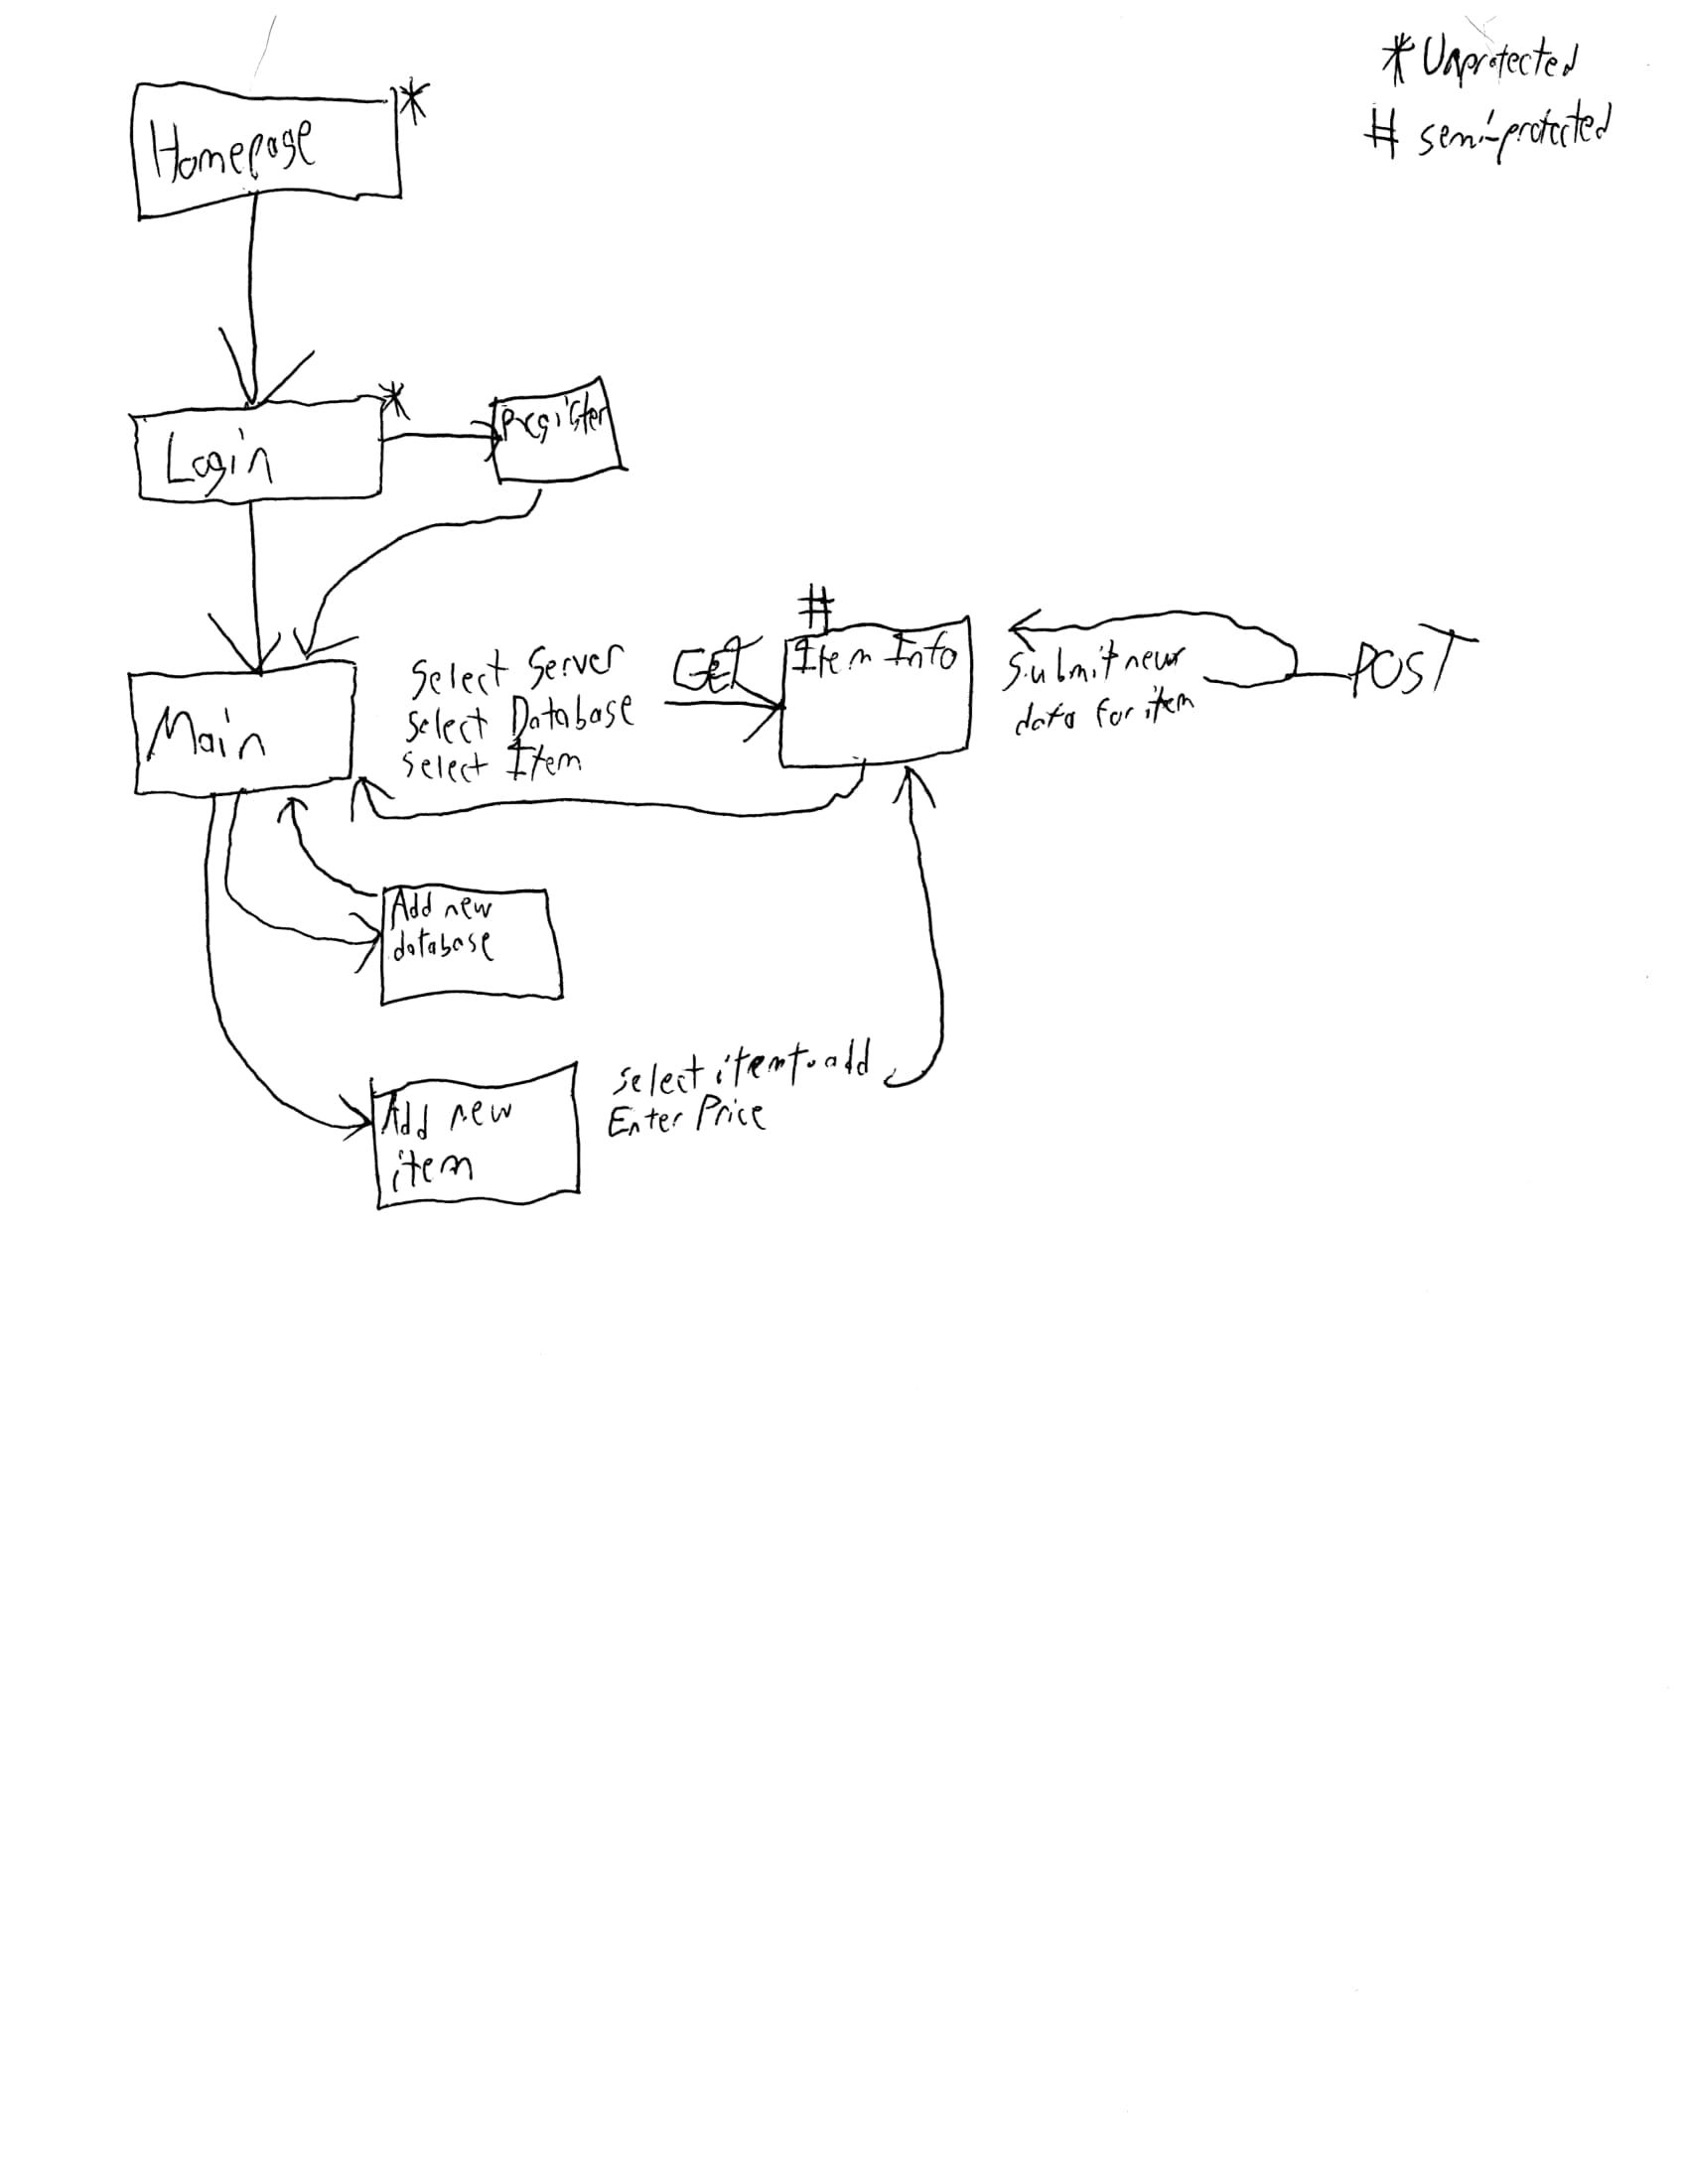 * Unprotected
# semi-protected
Homepage *
Login *
Register
#
Main
Select Server
Select Database
Select Item
GET
Item Info
Submit new
data for item
POST
Add new
database
Add new
item
Select item to add
Enter Price